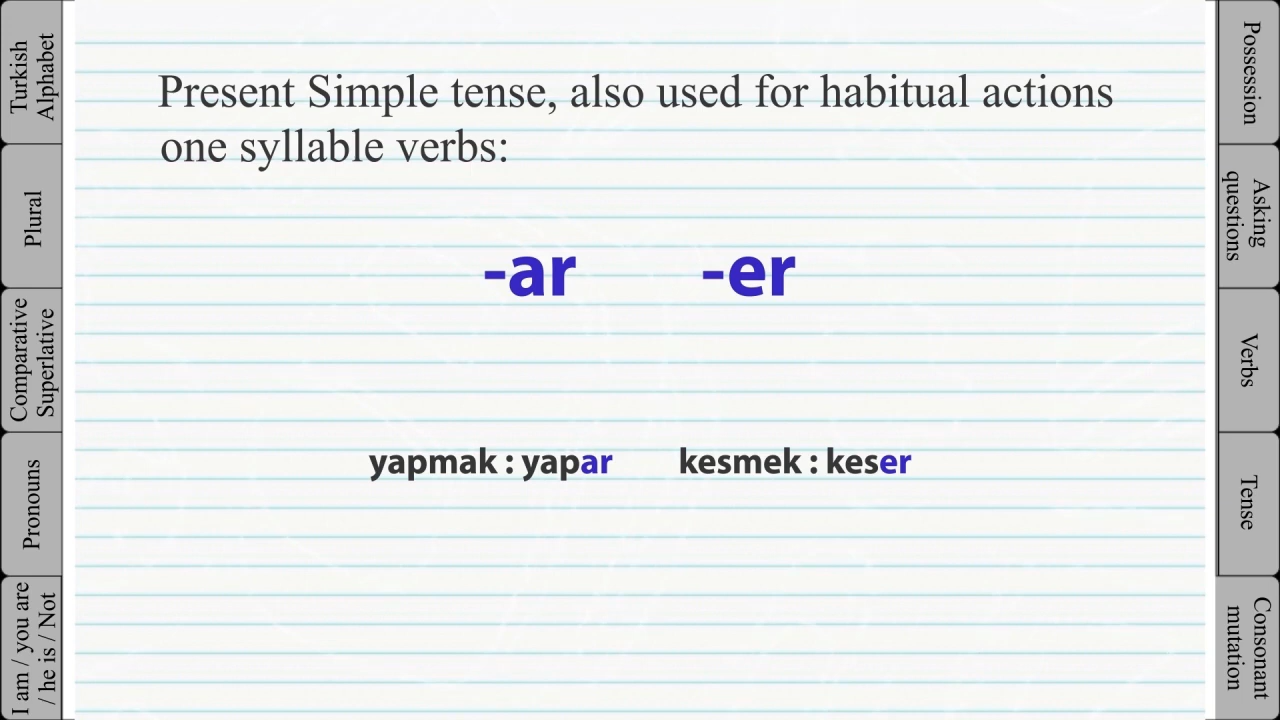 Turkish
Alphabet
Plural
Comparative
Superlative
Pronouns
I am / you are
/ he is / Not
Present Simple tense, also used for habitual actions
one syllable verbs:
-ar -er
yapmak : yapar kesmek : keser
Possession
Asking
questions
Verbs
Tense
Consonant
mutation